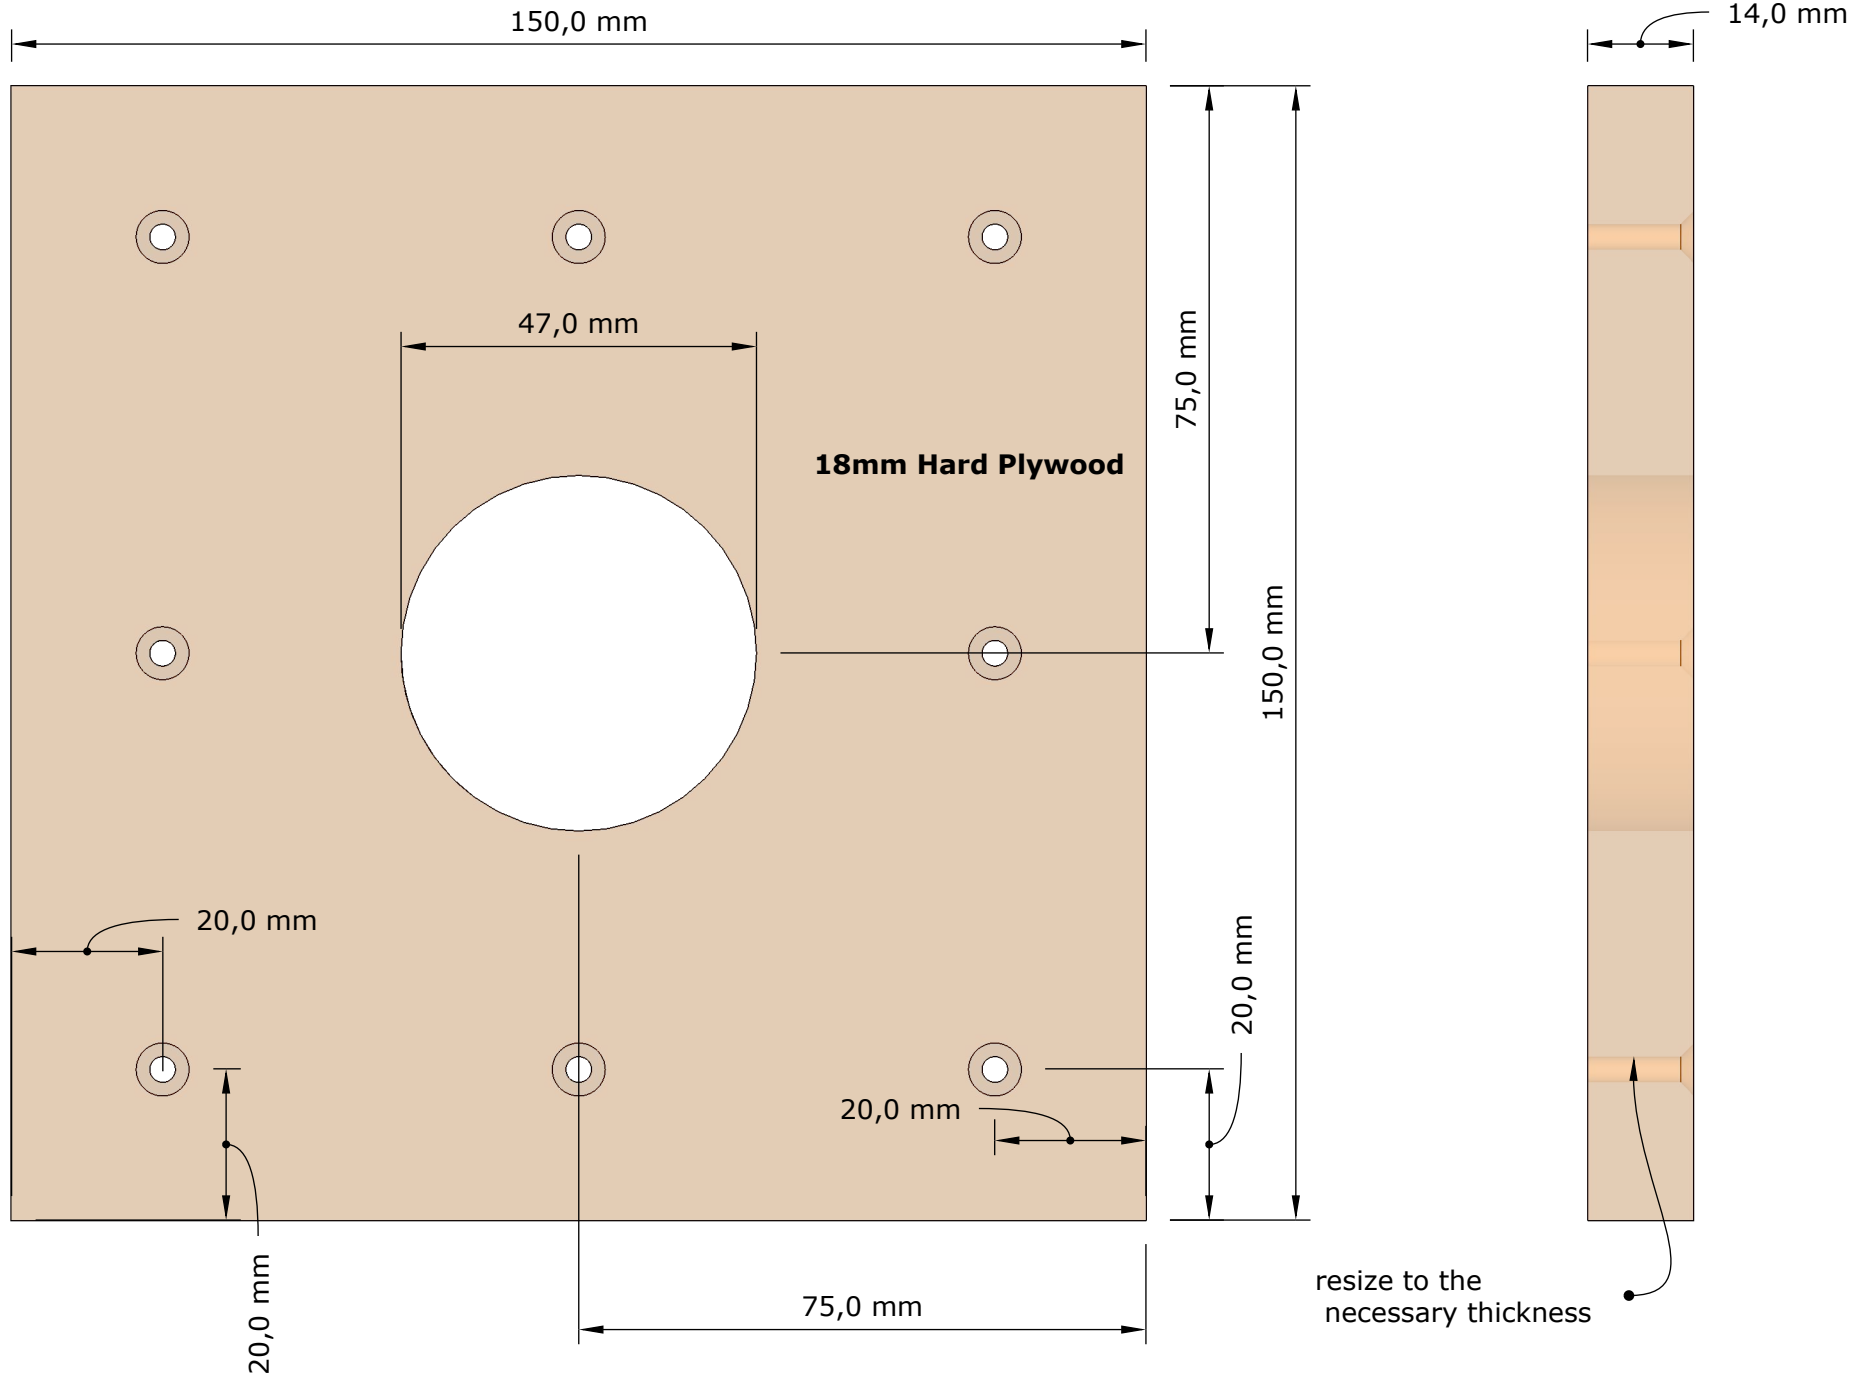 150,0 mm
14,0 mm
47,0 mm
75,0 mm
18mm Hard Plywood
150,0 mm
20,0 mm
20,0 mm
20,0 mm
20,0 mm
75,0 mm
resize to the
necessary thickness